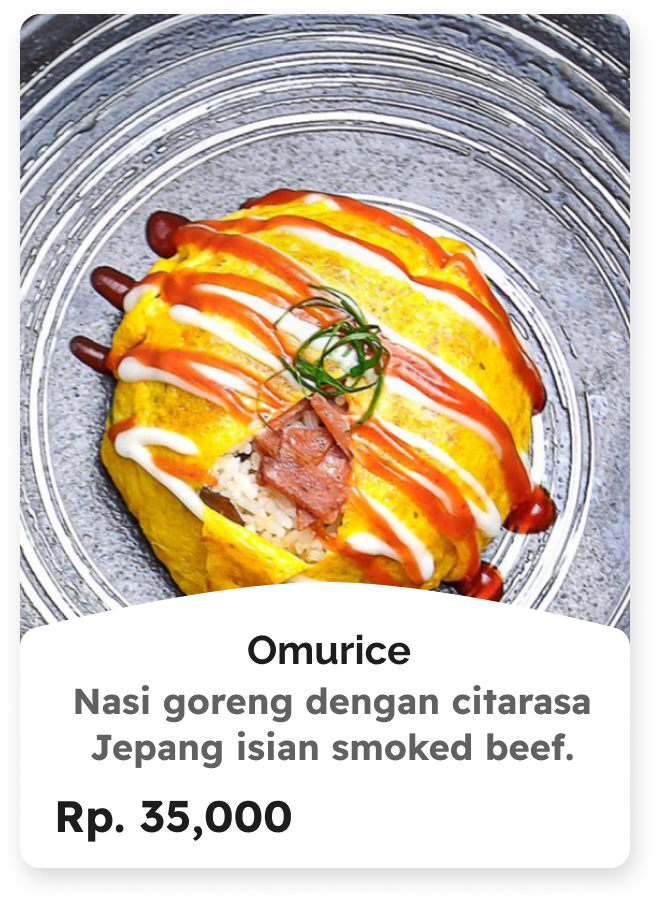 Omurice
Nasi goreng dengan citarasa
Jepang isian smoked beef.
Rp. 35,000